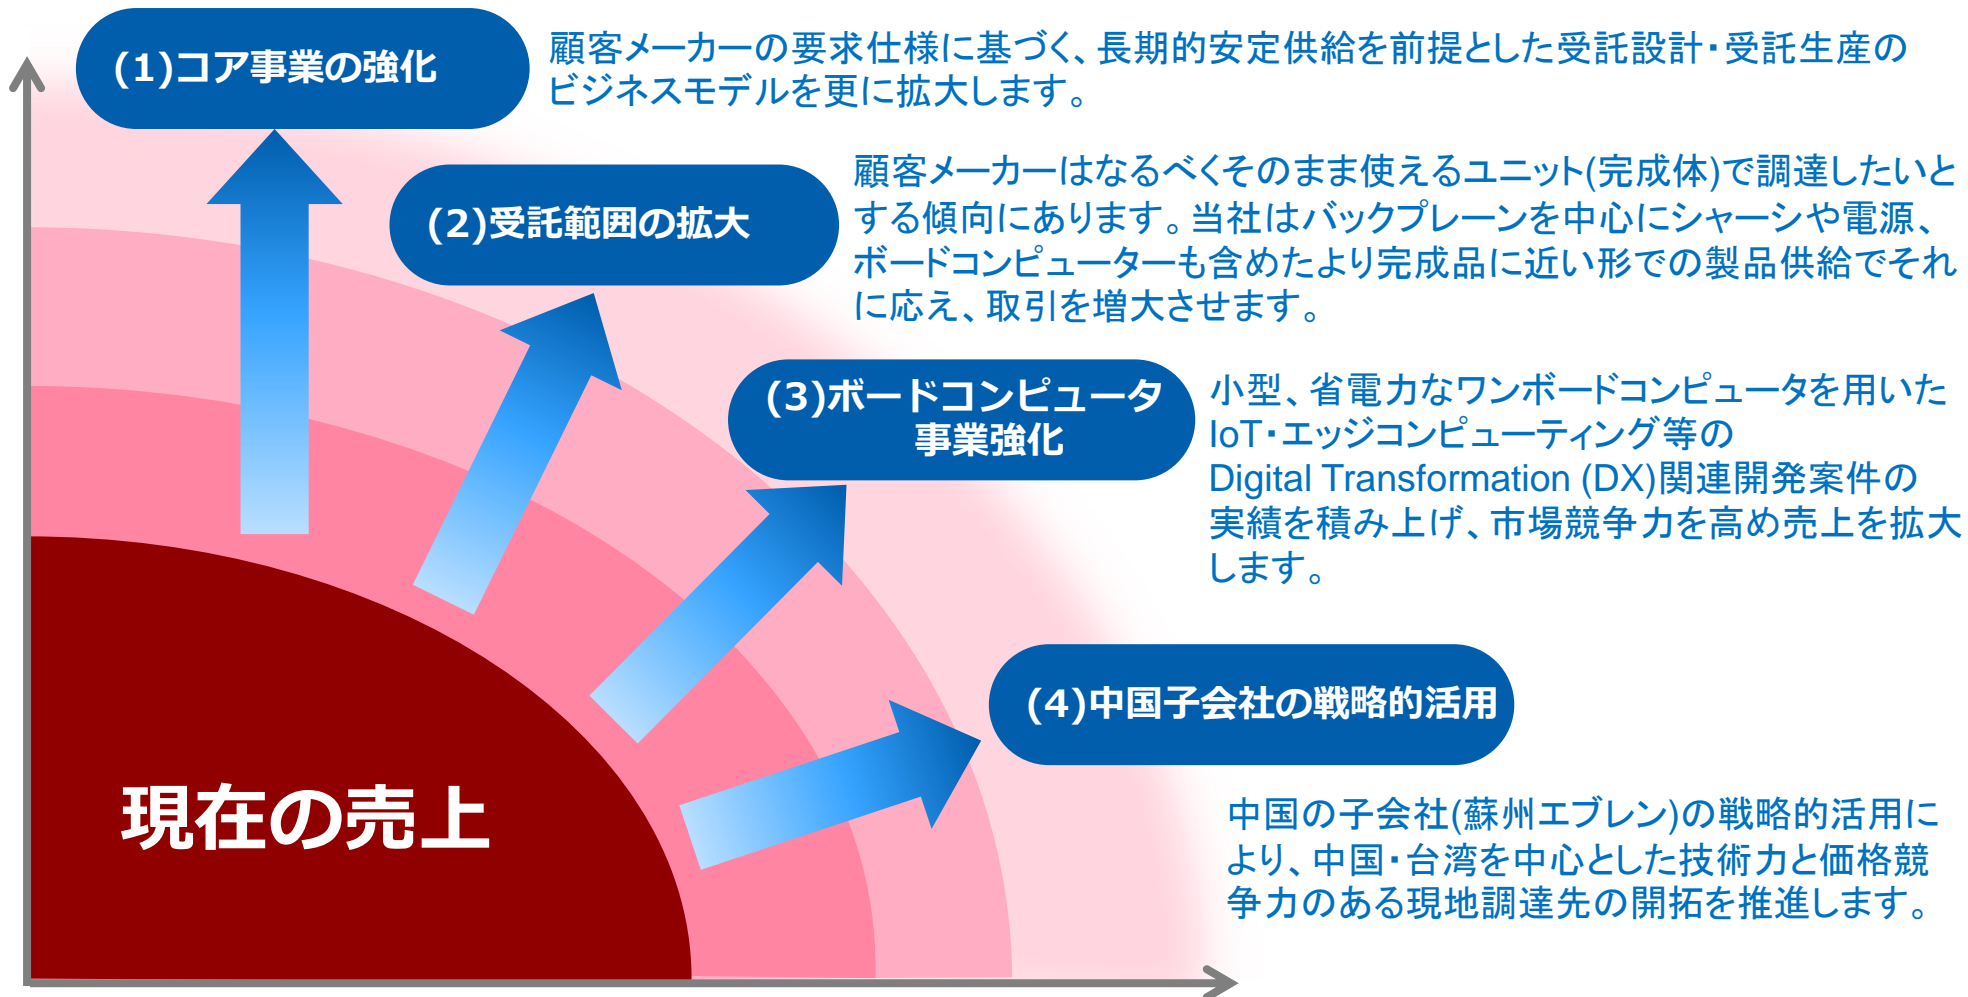 (1)コア事業の強化
顧客メーカーの要求仕様に基づく、長期的安定供給を前提とした受託設計・受託生産の
ビジネスモデルを更に拡大します。
(2)受託範囲の拡大
顧客メーカーはなるべくそのまま使えるユニット(完成体)で調達したいと
する傾向にあります。当社はバックプレーンを中心にシャーシや電源、
ボードコンピューターも含めたより完成品に近い形での製品供給でそれ
に応え、取引を増大させます。
(3)ボードコンピュータ
事業強化
小型、省電力なワンボードコンピュータを用いた
IoT・エッジコンピューティング等の
Digital Transformation (DX)関連開発案件の
実績を積み上げ、市場競争力を高め売上を拡大
します。
(4)中国子会社の戦略的活用
中国の子会社(蘇州エブレン)の戦略的活用に
より、中国・台湾を中心とした技術力と価格競
争力のある現地調達先の開拓を推進します。
現在の売上